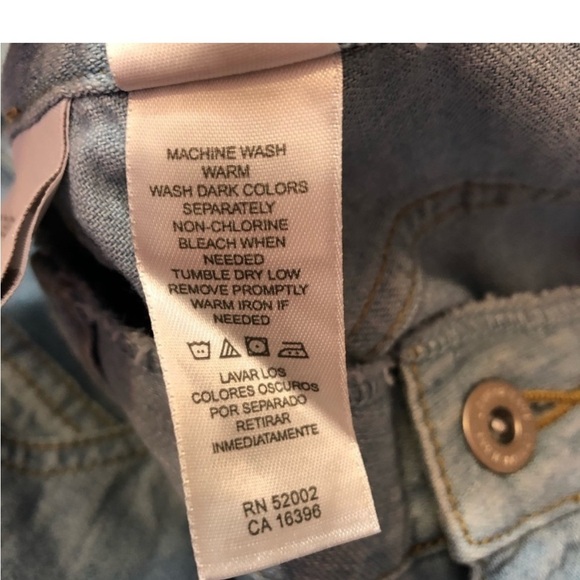 MACHINE WASH
WARM
WASH DARK COLORS
SEPARATELY
NON-CHLORINE
BLEACH WHEN
NEEDED
TUMBLE DRY LOW
REMOVE PROMPTLY
WARM IRON IF
NEEDED
LAVAR LOS
COLORES OSCUROS
POR SEPARADO
RETIRAR
INMEDIATAMENTE
RN 52002
CA 16396